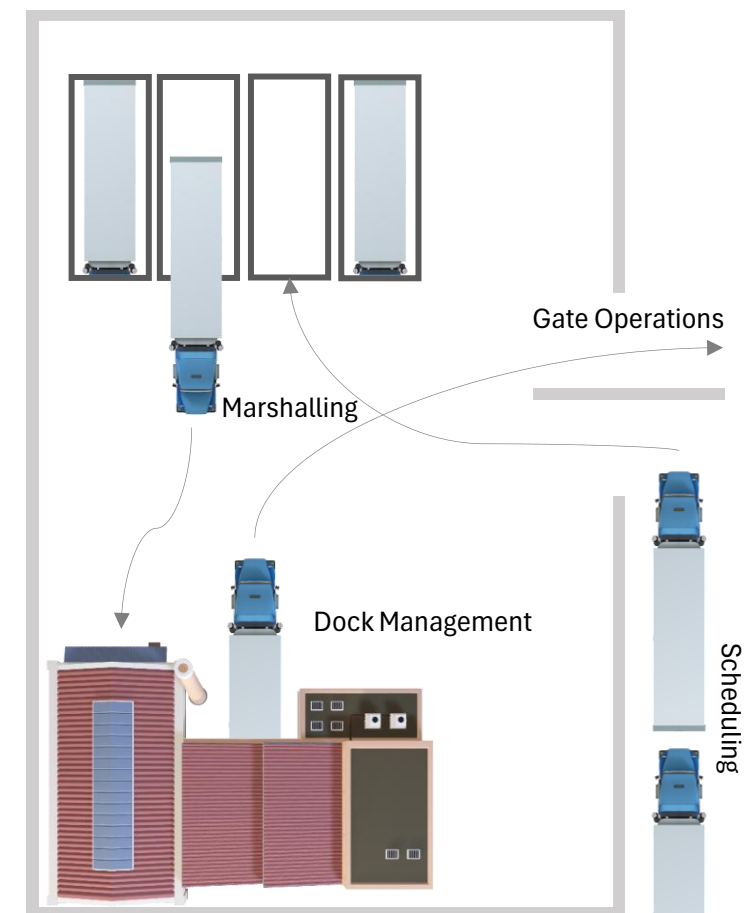 Gate Operations
Marshalling
Dock Management
Scheduling